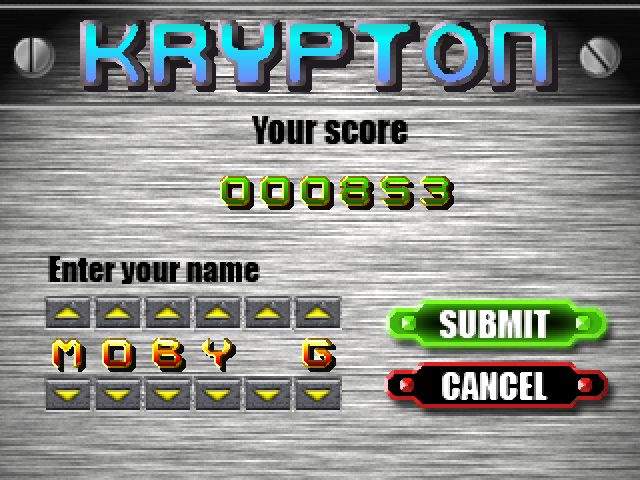 KRYPTON
Your score
000853
Enter your name
MOBY G
SUBMIT
CANCEL